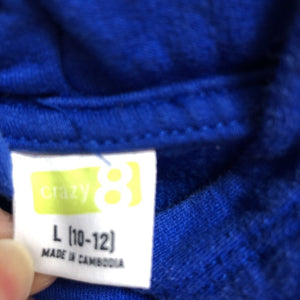 crazy 8
L (10-12)
MADE IN CAMBODIA